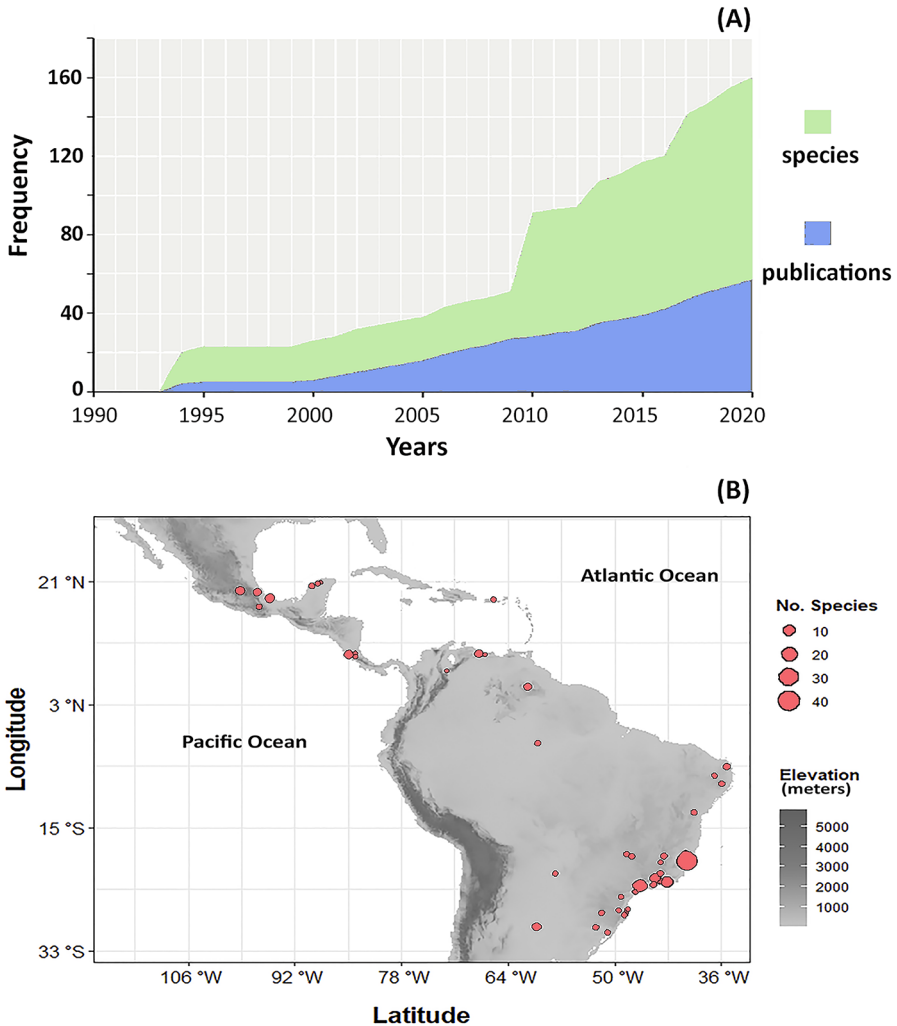 (A)
160
120
80
40
0
Frequency
1990 1995 2000 2005 2010 2015 2020
Years
species
publications
(B)
21 °N
3 °N
15 °S
33 °S
Longitude
Atlantic Ocean
Pacific Ocean
106 °W 92 °W 78 °W 64 °W 50 °W 36 °W
Latitude
No. Species
10
20
30
40
Elevation
(meters)
5000
4000
3000
2000
1000